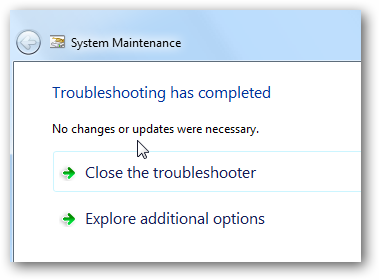 System Maintenance
Troubleshooting has completed
No changes or updates were necessary.
Close the troubleshooter
Explore additional options